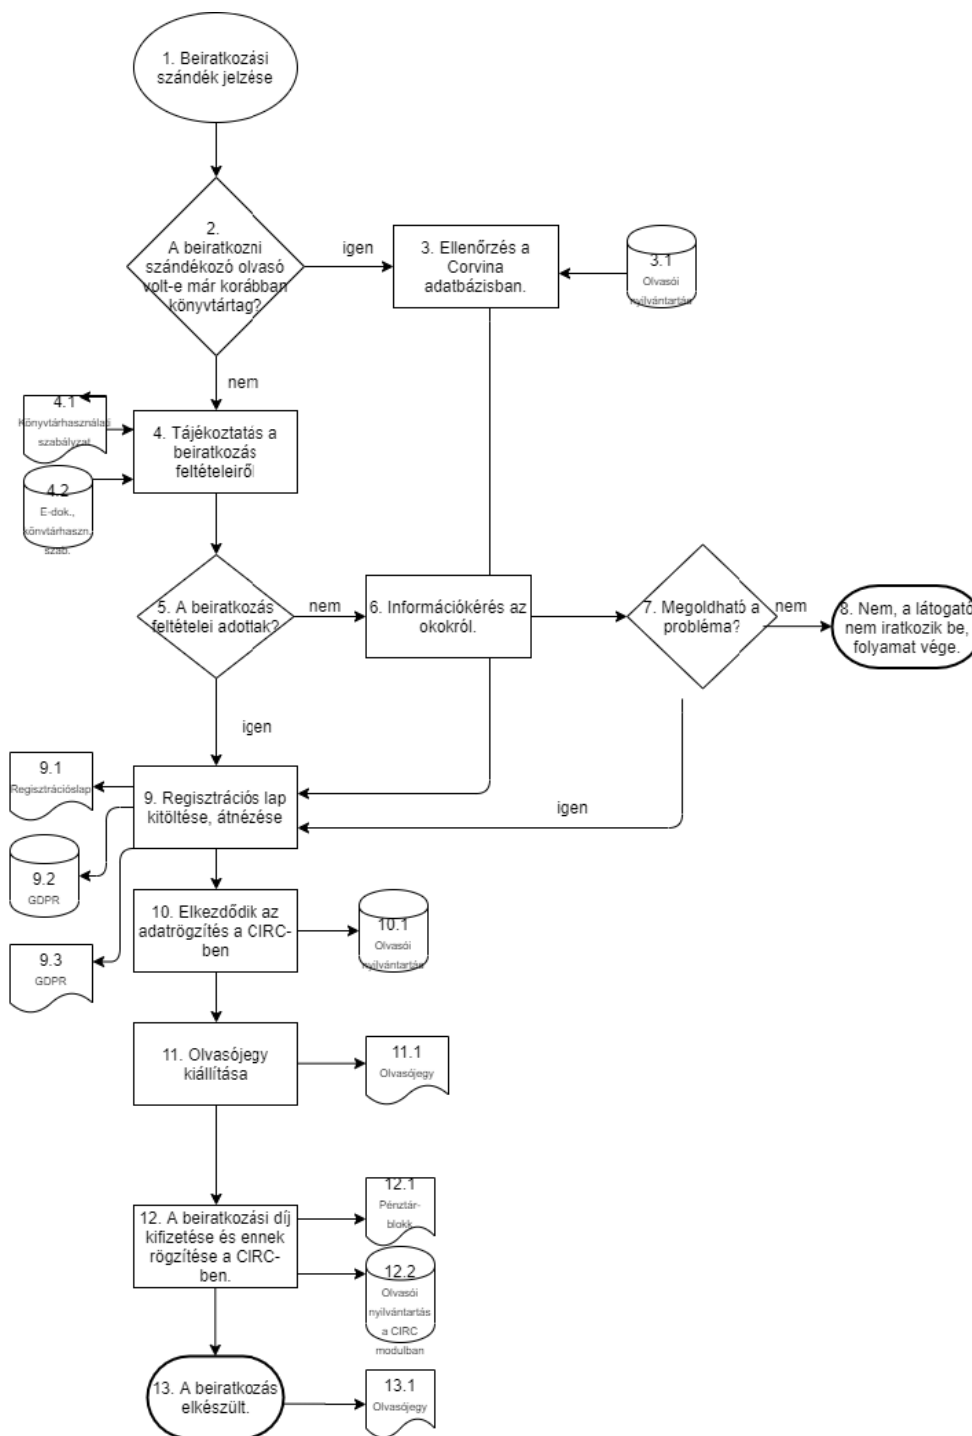 1. Beiratkozási
szándék jelzése
2.
A beiratkozni
szándékozó olvasó
volt-e már korábban
könyvtártag?
igen
3. Ellenőrzés a
Corvina
adatbázisban.
3.1
Olvasói
nyilvántartás
nem
4.1
Könyvtárhasználati
szabályzat
4. Tájékoztatás a
beiratkozás
feltételeiről
4.2
E-dok.,
könyvtárhaszn.
szab.
5. A beiratkozás
feltételei adottak?
nem
6. Információkérés az
okokról.
7. Megoldható a
probléma?
nem
8. Nem, a látogató
nem iratkozik be,
folyamat vége.
igen
9.1
Regisztrációslap
9. Regisztrációs lap
kitöltése, átnézése
igen
9.2
GDPR
9.3
GDPR
10. Elkezdődik az
adatrögzítés a CIRC-
ben
10.1
Olvasói
nyilvántartás
11. Olvasójegy
kiállítása
11.1
Olvasójegy
12. A beiratkozási díj
kifizetése és ennek
rögzítése a CIRC-
ben.
12.1
Pénztár-
blokk
12.2
Olvasói
nyilvántartás
a CIRC
modulban
13. A beiratkozás
elkészült.
13.1
Olvasójegy